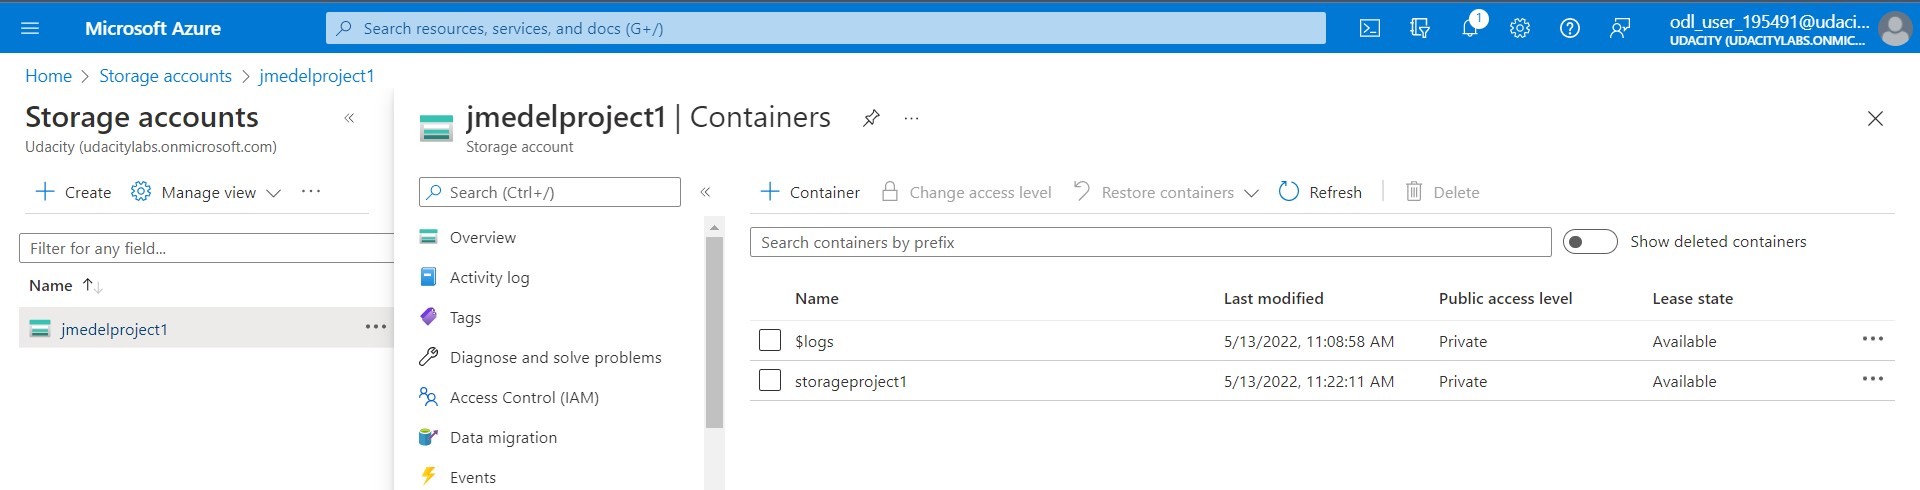 Microsoft Azure
Search resources, services, and docs (G+/)
1
odl_user_195491@udaci...
UDACITY (UDACITYLABS.ONMIC...
Home > Storage accounts > jmedelproject1
Storage accounts «
Udacity (udacitylabs.onmicrosoft.com)
+ Create Manage view ...
Filter for any field...
Name ↑↓
jmedelproject1 ...
jmedelproject1 | Containers ...
Storage account
Search (Ctrl+/) «
Overview
Activity log
Tags
Diagnose and solve problems
Access Control (IAM)
Data migration
Events
+ Container Change access level Restore containers Refresh Delete
Search containers by prefix Show deleted containers
Name Last modified Public access level Lease state
$logs 5/13/2022, 11:08:58 AM Private Available ...
storageproject1 5/13/2022, 11:22:11 AM Private Available ...